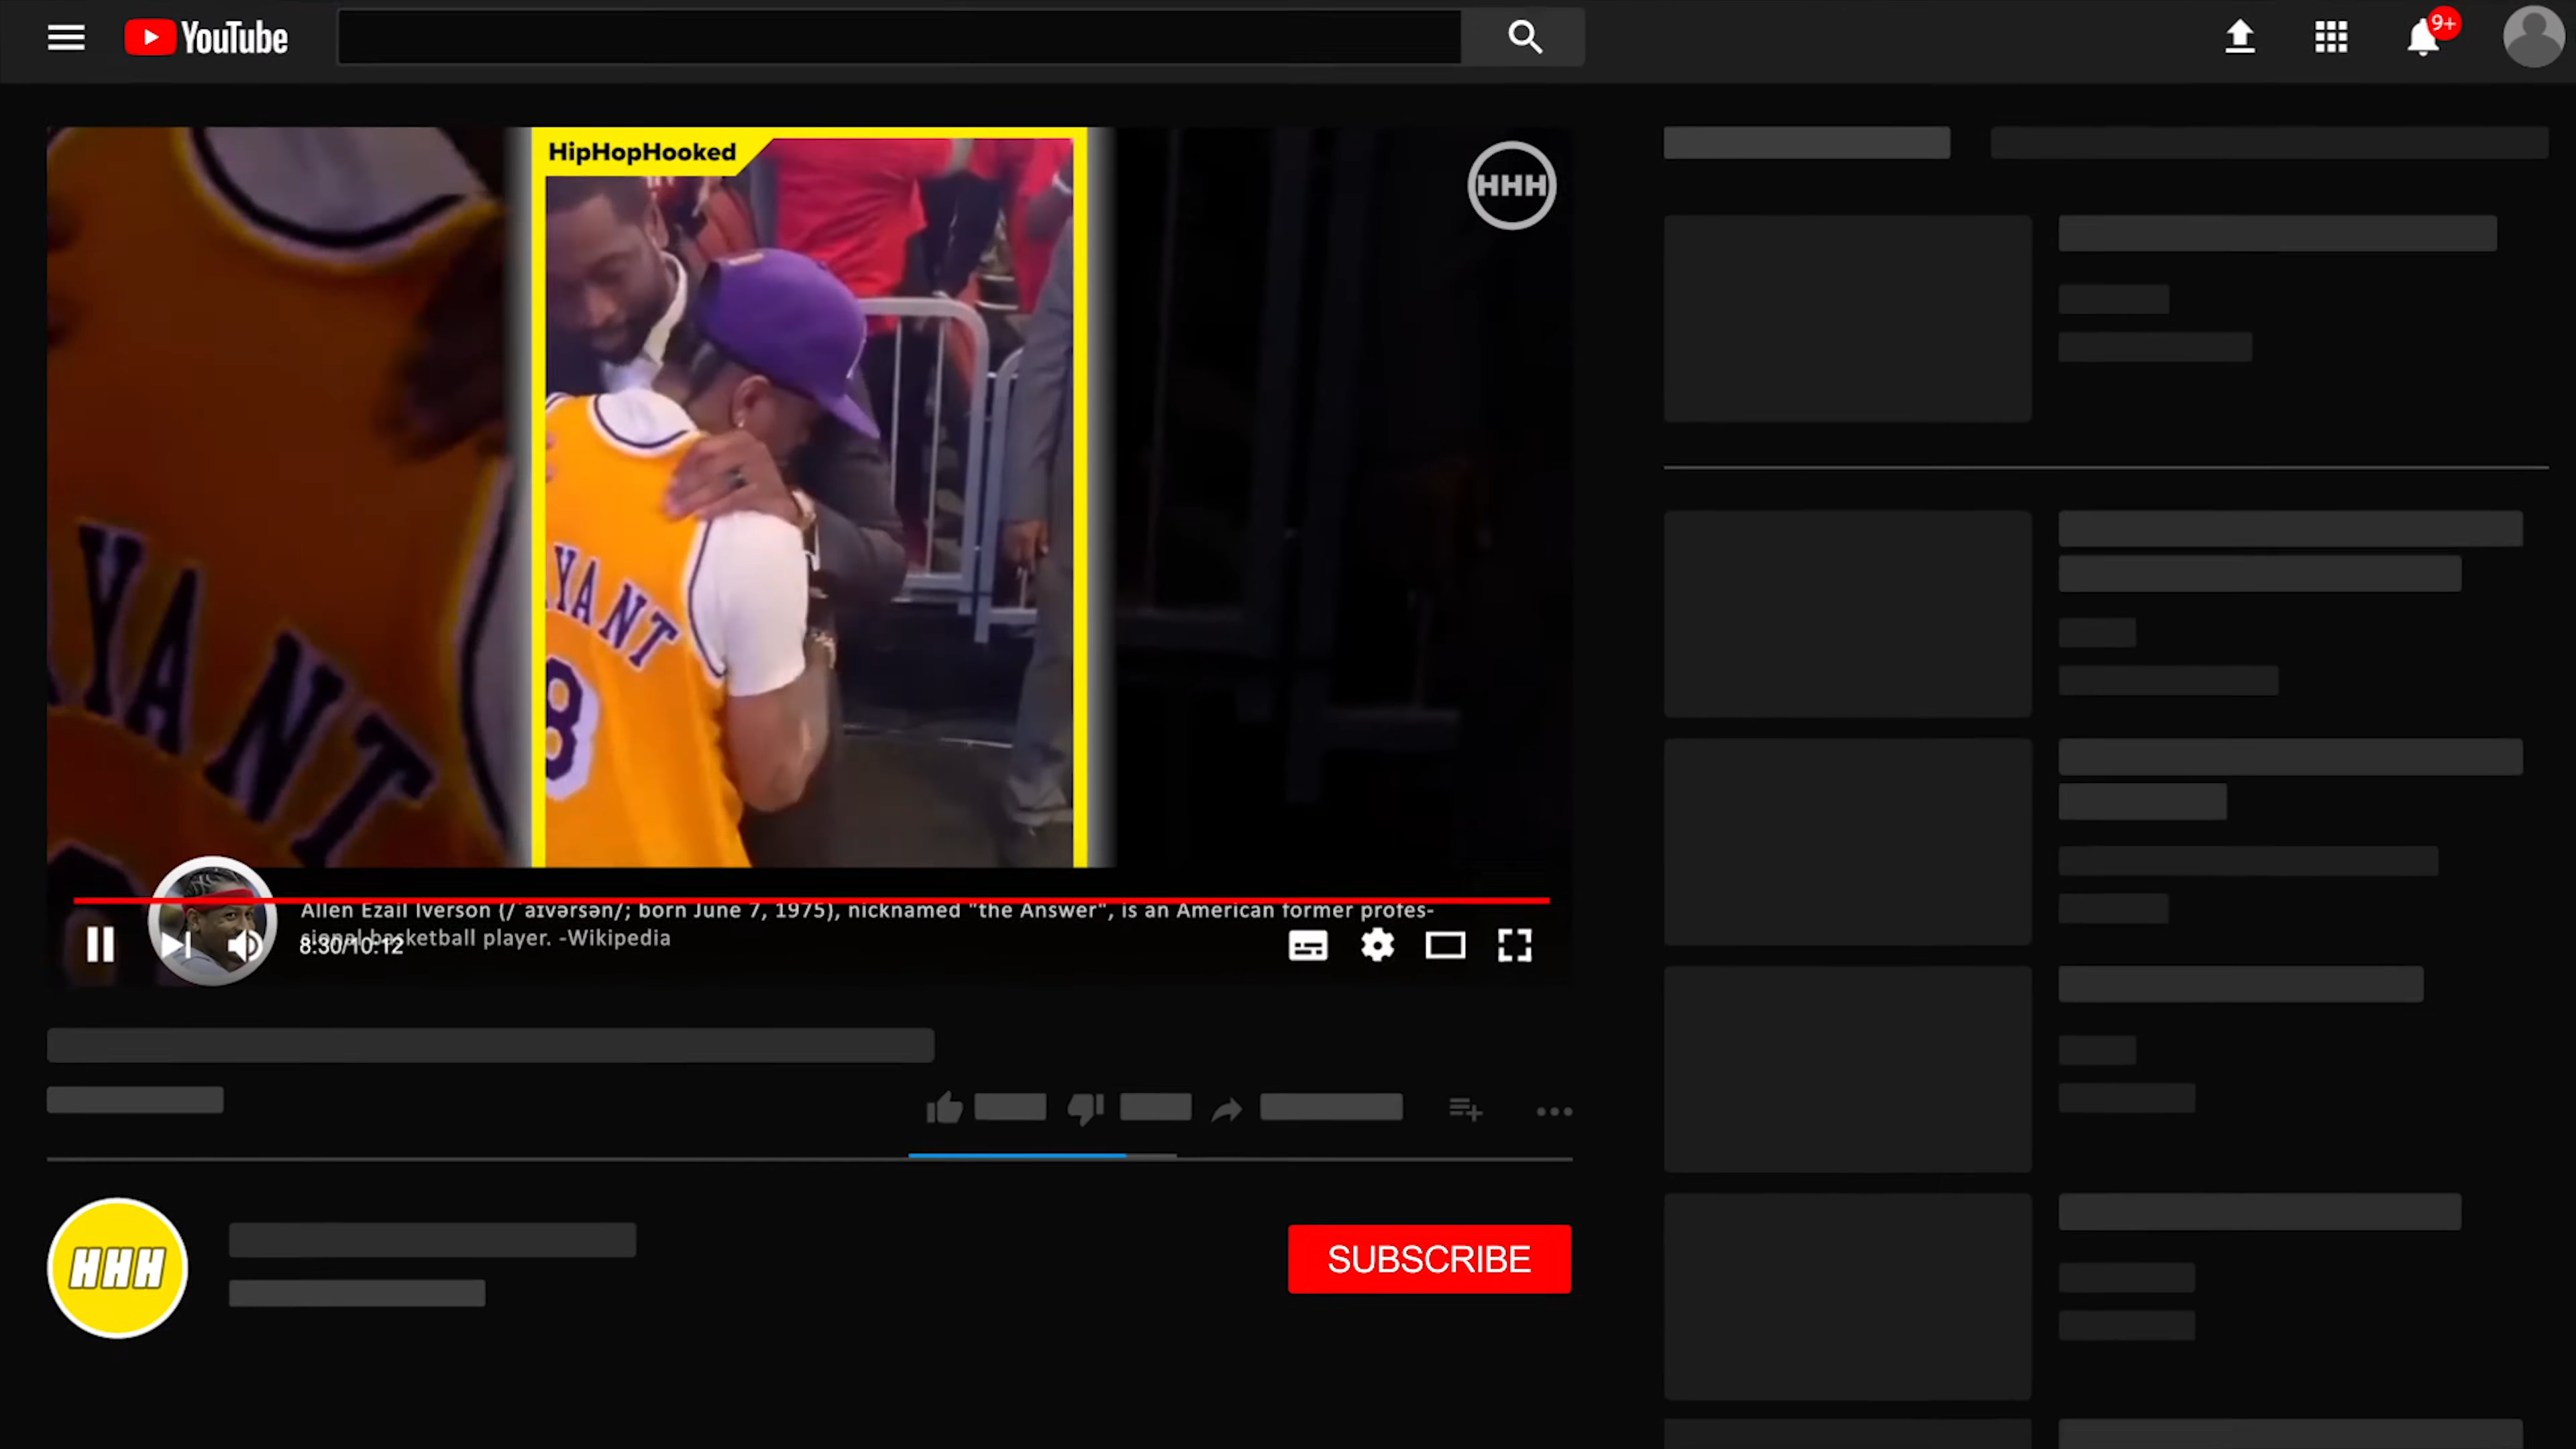 YouTube
9+
HipHopHooked
HHH
YANT
YANT
8
Allen Ezail Iverson (/ˈaɪvərsən/; born June 7, 1975), nicknamed "the Answer", is an American former profes-
sional basketball player. -Wikipedia
8:30/10:12
HHH
SUBSCRIBE